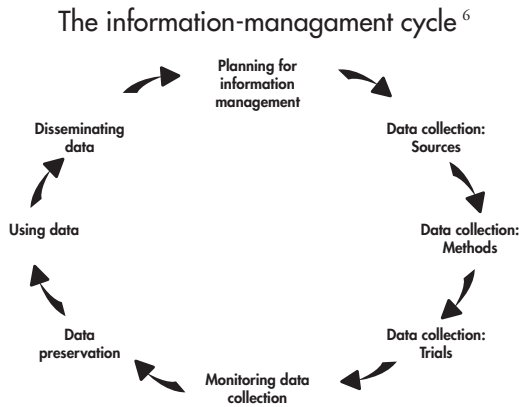 The information-managament cycle 6
Planning for
information
management
Data collection:
Sources
Data collection:
Methods
Data collection:
Trials
Monitoring data
collection
Data
preservation
Using data
Disseminating
data